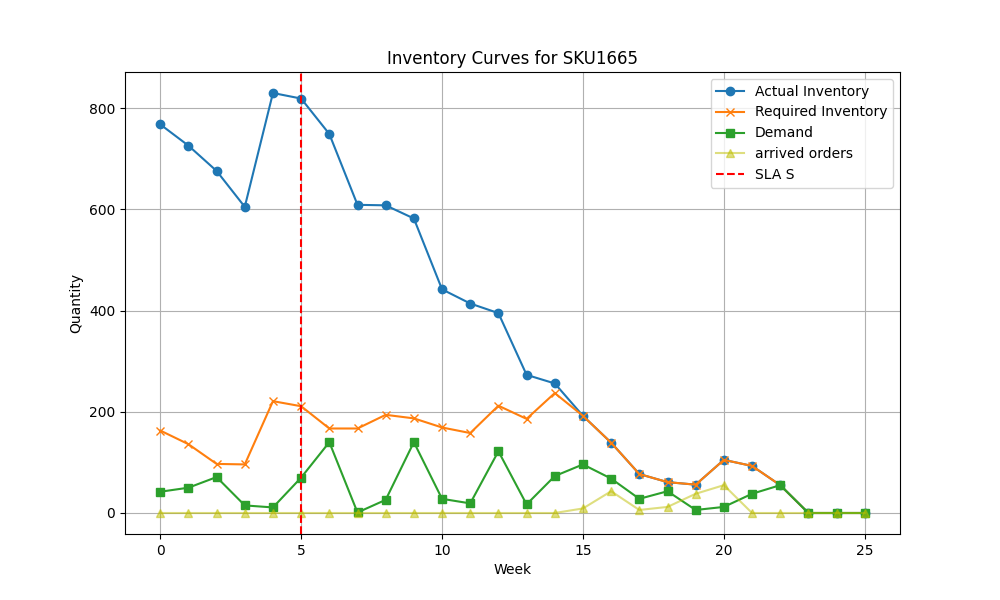 Inventory Curves for SKU1665
Actual Inventory
Required Inventory
Demand
arrived orders
SLA S
800
600
400
200
0
Quantity
0 5 10 15 20 25
Week